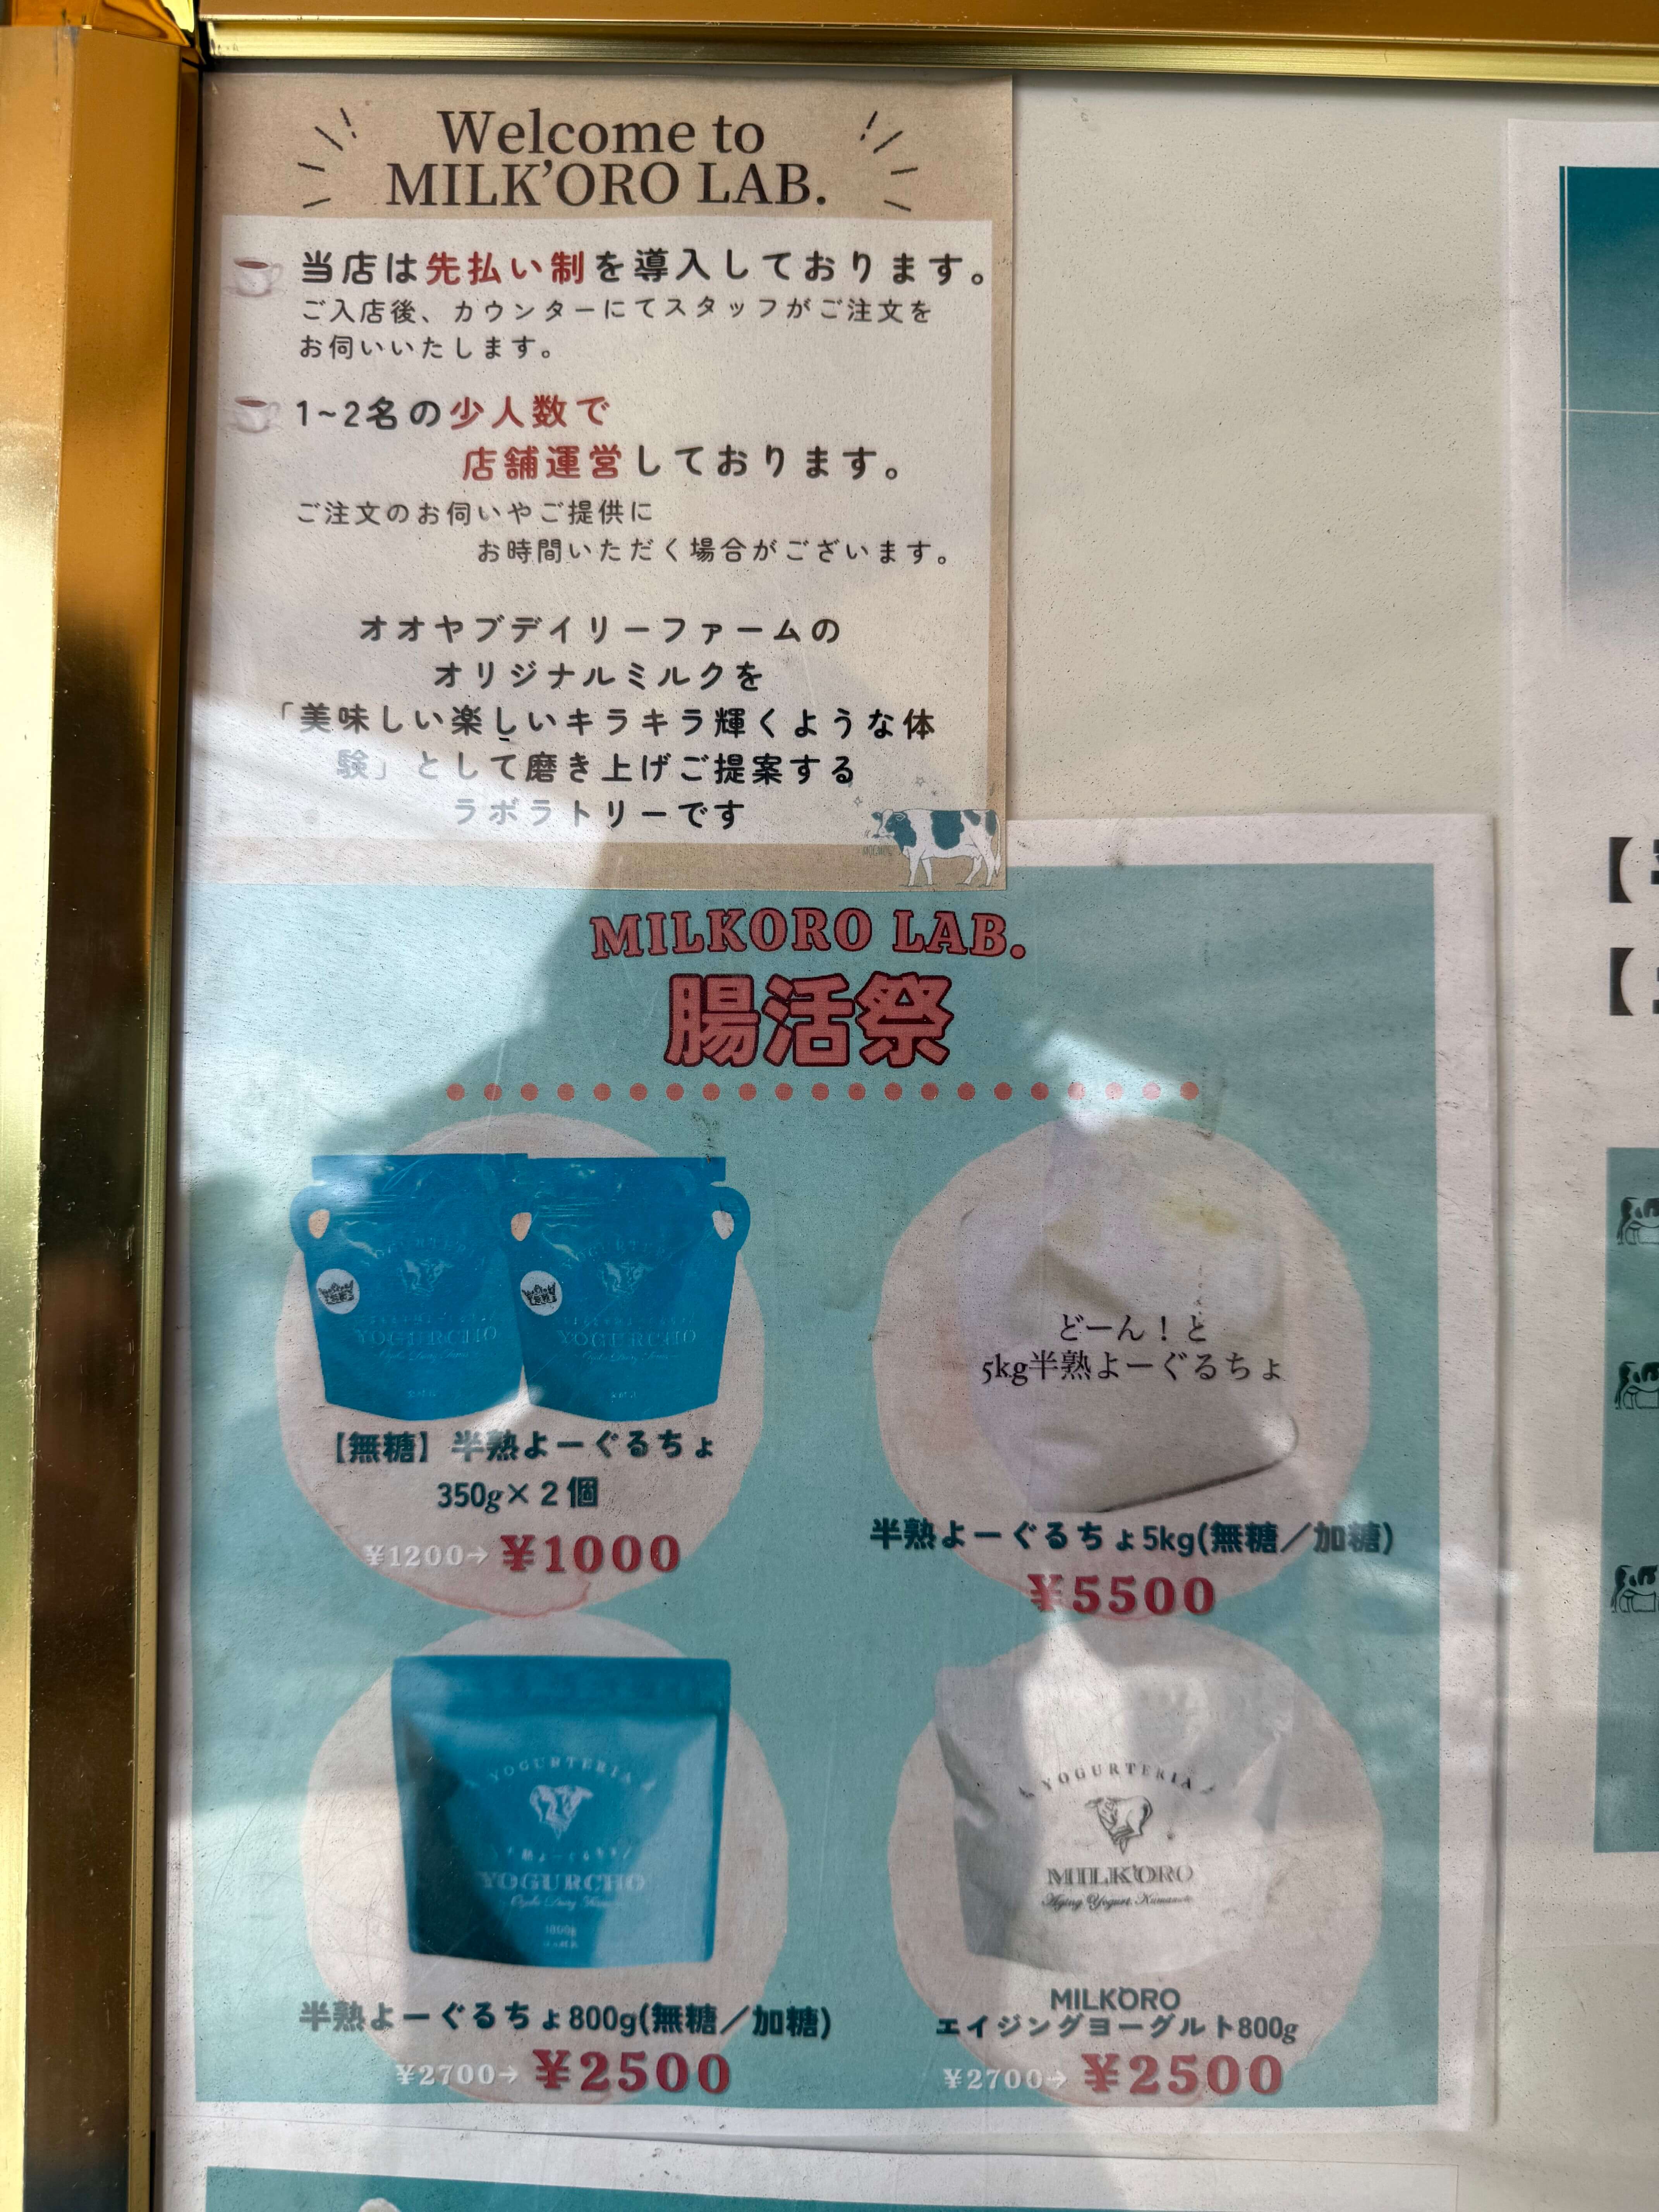 Welcome to
MILK'ORO LAB.
当店は先払い制を導入しております。
ご入店後、カウンターにてスタッフがご注文を
お伺いいたします。
1~2名の少人数で
店舗運営しております。
ご注文のお伺いやご提供に
お時間いただく場合がございます。
オオヤブデイリーファームの
オリジナルミルクを
「美味しい楽しいキラキラ輝くような体
験」として磨き上げご提案する
ラボラトリーです
MILKORO LAB.
腸活祭
YOGURTERIA
YOGURCHO
YOGURTERIA
YOGURCHO
【無糖】半熟よーぐるちょ
350g×2個
¥1200→¥1000
どーん!と
5kg半熟よーぐるちょ
半熟よーぐるちょ5kg(無糖/加糖)
¥5500
YOGURTERIA
YOGURCHO
半熟よーぐるちょ800g(無糖/加糖)
¥2700→¥2500
YOGURTERIA
MILK'ORO
Aging Yogurt Kumamoto
MILKORO
エイジングヨーグルト800g
¥2700→¥2500